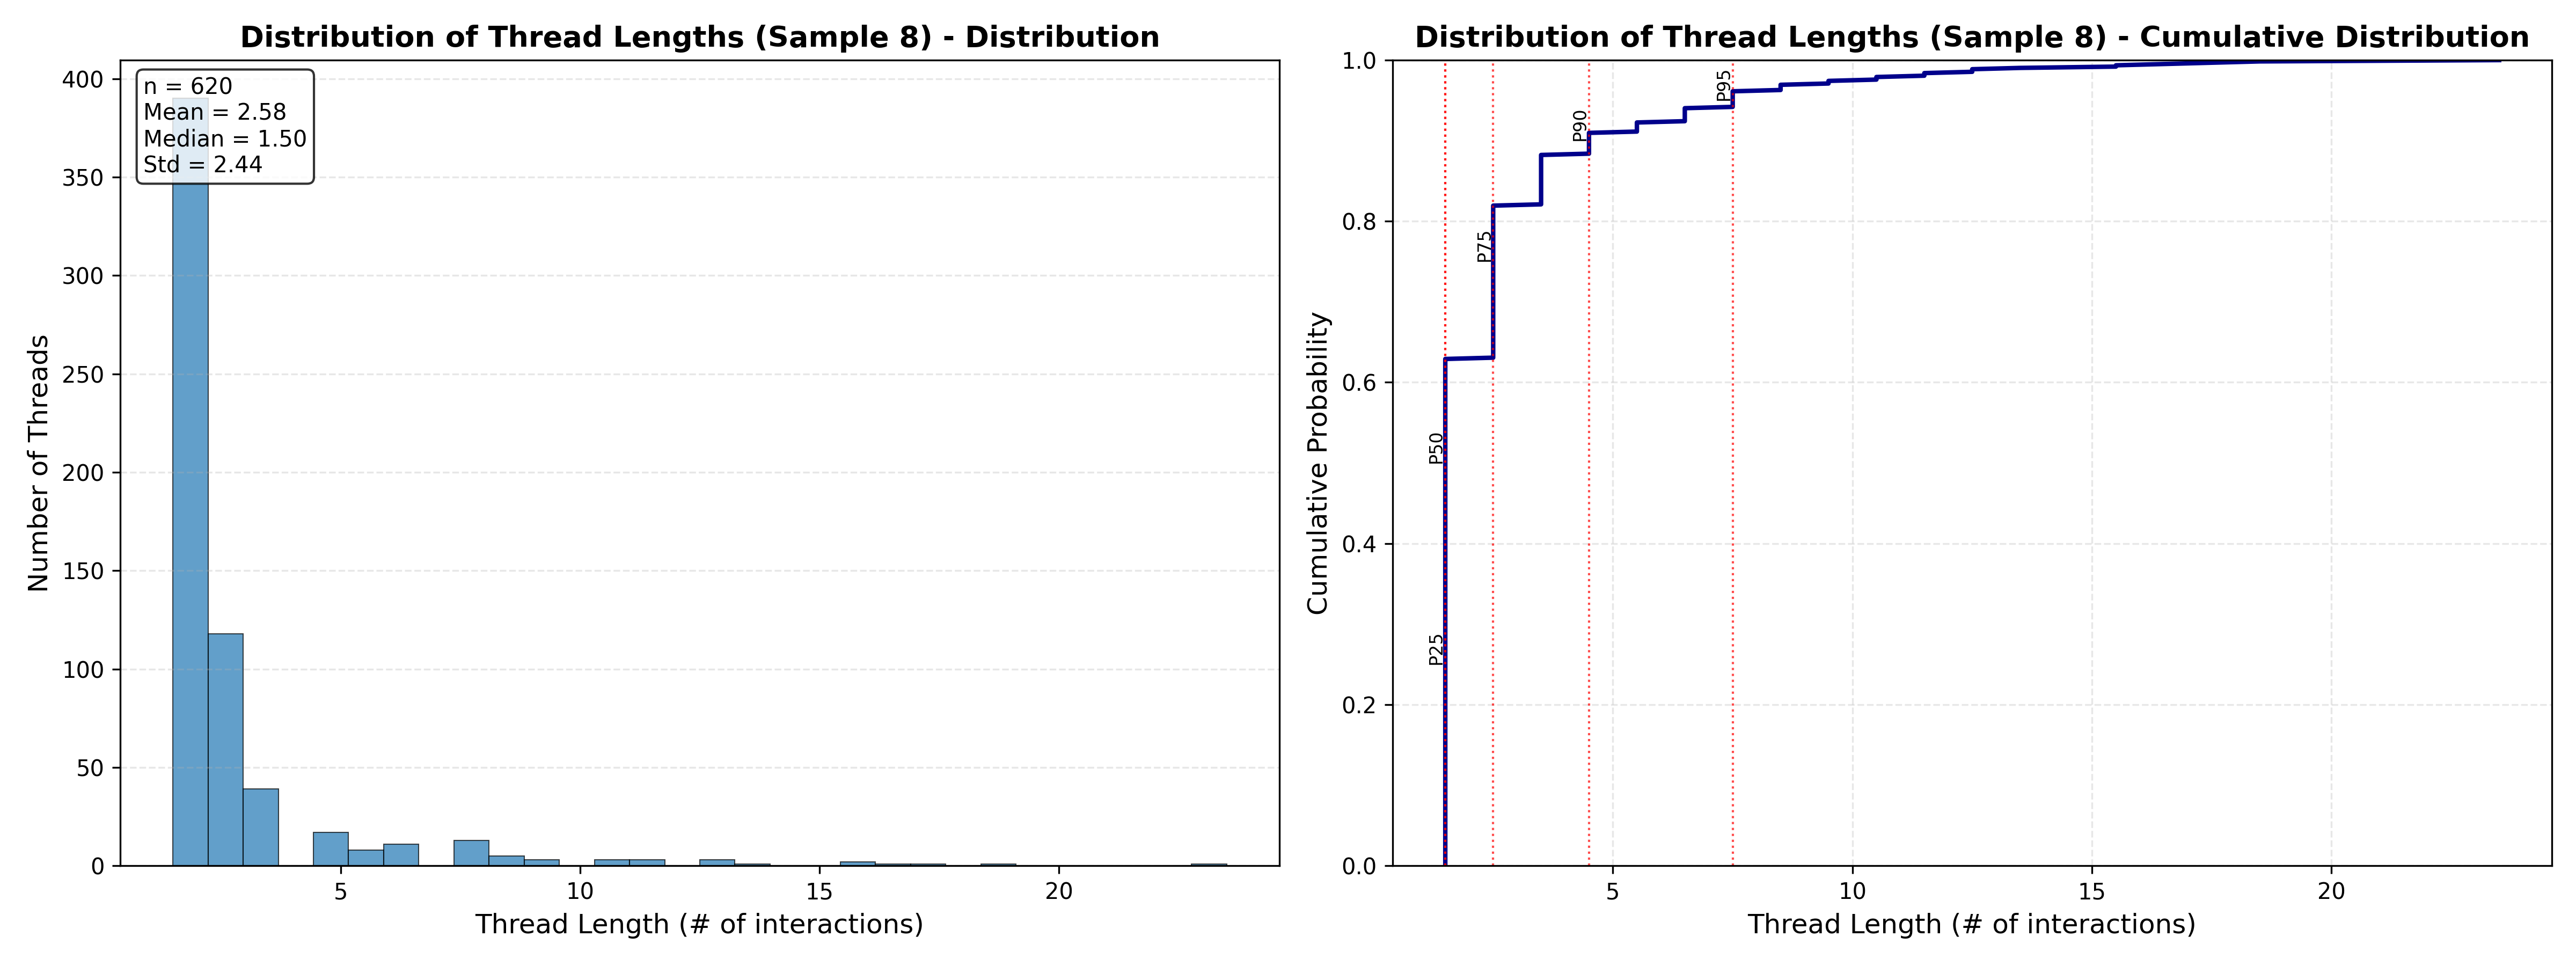 Distribution of Thread Lengths (Sample 8) - Distribution
n = 620
Mean = 2.58
Median = 1.50
Std = 2.44
Number of Threads
400
350
300
250
200
150
100
50
0
5 10 15 20
Thread Length (# of interactions)
Distribution of Thread Lengths (Sample 8) - Cumulative Distribution
Cumulative Probability
1.0
0.8
0.6
0.4
0.2
0.0
P25
P50
P75
P90
P95
5 10 15 20
Thread Length (# of interactions)